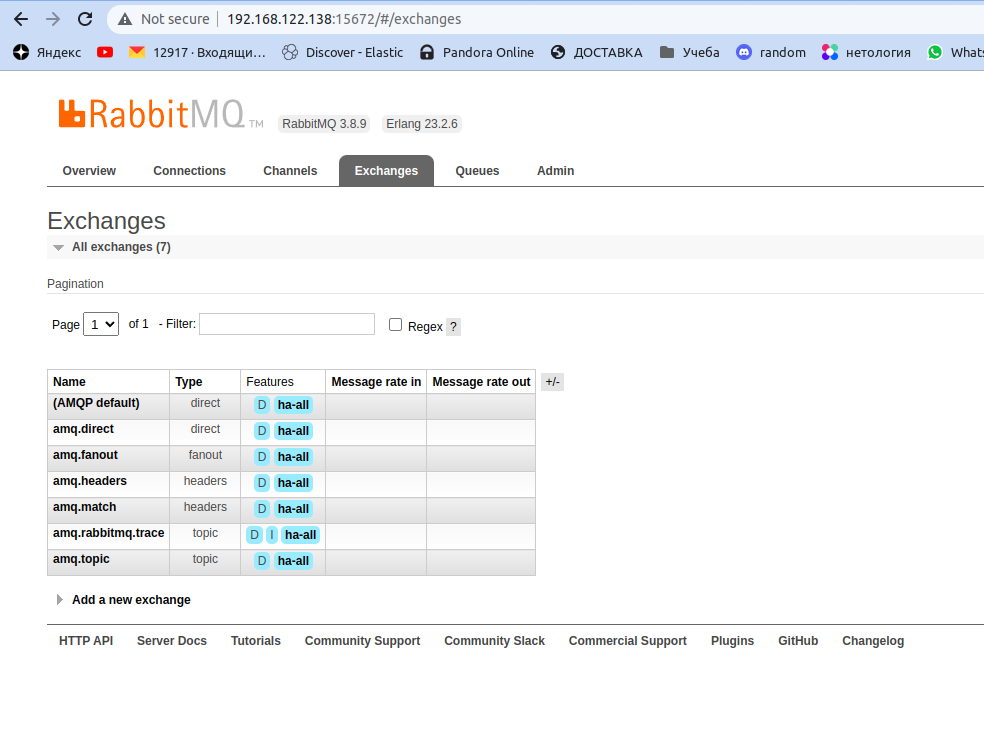 Not secure 192.168.122.138:15672/#/exchanges
Яндекс 12917 · Входящи... Discover - Elastic Pandora Online ДОСТАВКА Учеба random нетология Whats
RabbitMQ TM RabbitMQ 3.8.9 Erlang 23.2.6
Overview Connections Channels Exchanges Queues Admin
Exchanges
All exchanges (7)
Pagination
Page 1 of 1 - Filter: Regex ?
Name Type Features Message rate in Message rate out +/-
(AMQP default) direct D ha-all
amq.direct direct D ha-all
amq.fanout fanout D ha-all
amq.headers headers D ha-all
amq.match headers D ha-all
amq.rabbitmq.trace topic D I ha-all
amq.topic topic D ha-all
Add a new exchange
HTTP API Server Docs Tutorials Community Support Community Slack Commercial Support Plugins GitHub Changelog